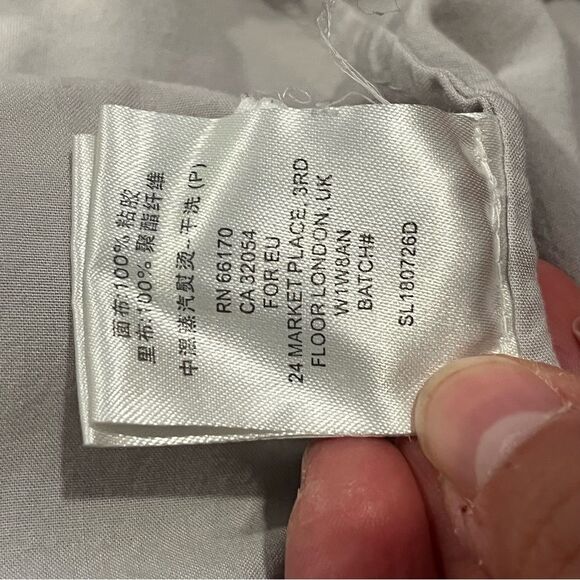 面布:100% 粘胶
里布:100% 聚酯纤维
中温蒸汽熨烫--干洗 (P)
RN 66170
CA 32054
FOR EU
24 MARKET PLACE, 3RD
FLOOR LONDON, UK
W1W8AN
BATCH#
SL180726D